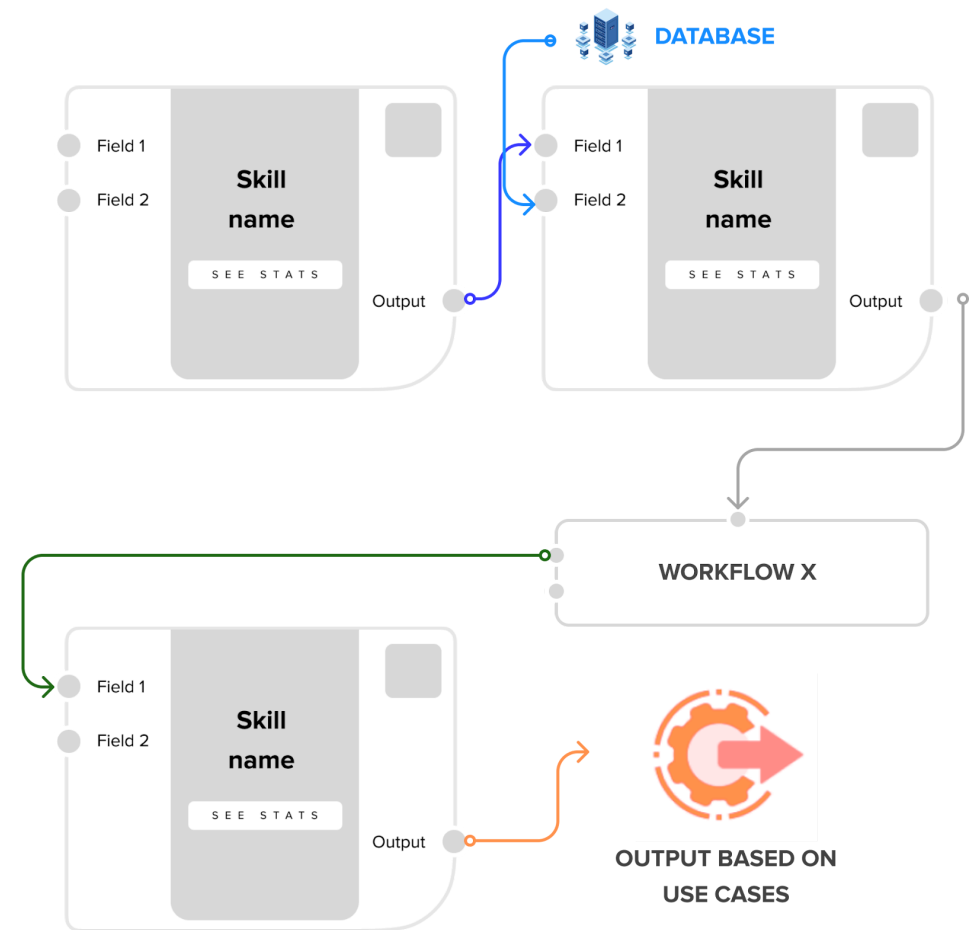 DATABASE
Field 1
Field 2
Skill
name
SEE STATS
Output
Field 1
Field 2
Skill
name
SEE STATS
Output
WORKFLOW X
Field 1
Field 2
Skill
name
SEE STATS
Output
OUTPUT BASED ON
USE CASES